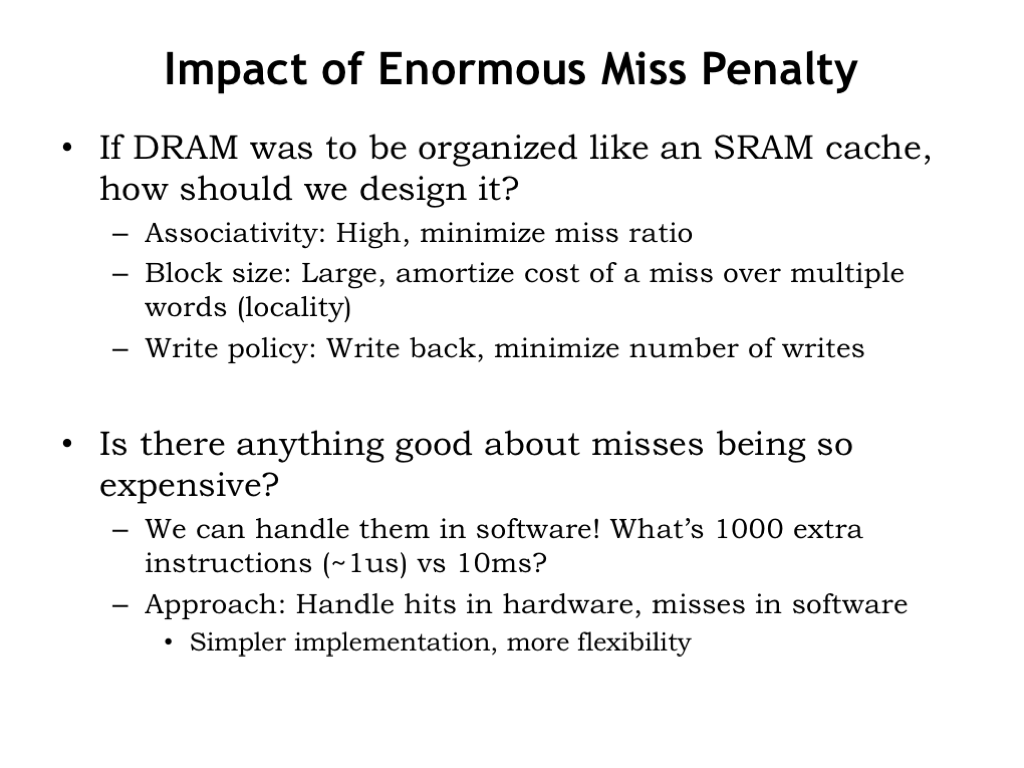 Impact of Enormous Miss Penalty
• If DRAM was to be organized like an SRAM cache,
how should we design it?
– Associativity: High, minimize miss ratio
– Block size: Large, amortize cost of a miss over multiple
words (locality)
– Write policy: Write back, minimize number of writes
• Is there anything good about misses being so
expensive?
– We can handle them in software! What’s 1000 extra
instructions (~1us) vs 10ms?
– Approach: Handle hits in hardware, misses in software
• Simpler implementation, more flexibility